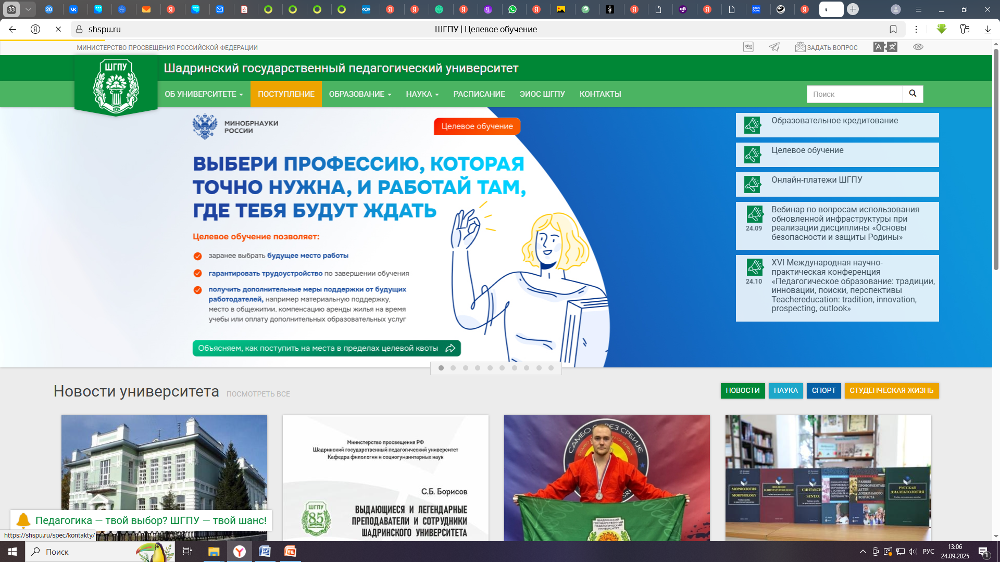 33
20
shspu.ru
ШГПУ | Целевое обучение
МИНИСТЕРСТВО ПРОСВЕЩЕНИЯ РОССИЙСКОЙ ФЕДЕРАЦИИ
ЗАДАТЬ ВОПРОС
ШГПУ
1939
Шадринский государственный педагогический университет
ОБ УНИВЕРСИТЕТЕ
ПОСТУПЛЕНИЕ
ОБРАЗОВАНИЕ
НАУКА
РАСПИСАНИЕ
ЭИОС ШГПУ
КОНТАКТЫ
Поиск
МИНОБРНАУКИ
РОССИИ
Целевое обучение
ВЫБЕРИ ПРОФЕССИЮ, КОТОРАЯ
ТОЧНО НУЖНА, И РАБОТАЙ ТАМ,
ГДЕ ТЕБЯ БУДУТ ЖДАТЬ
Целевое обучение позволяет:
заранее выбрать будущее место работы
гарантировать трудоустройство по завершении обучения
получить дополнительные меры поддержки от будущих
работодателей, например материальную поддержку,
место в общежитии, компенсацию аренды жилья на время
учебы или оплату дополнительных образовательных услуг
Объясняем, как поступить на места в пределах целевой квоты
Образовательное кредитование
Целевое обучение
Онлайн-платежи ШГПУ
24.09
Вебинар по вопросам использования
обновленной инфраструктуры при
реализации дисциплины «Основы
безопасности и защиты Родины»
24.10
XVI Международная научно-
практическая конференция
«Педагогическое образование: традиции,
инновации, поиски, перспективы
Teachereducation: tradition, innovation,
prospecting, outlook»
Новости университета
ПОСМОТРЕТЬ ВСЕ
НОВОСТИ
НАУКА
СПОРТ
СТУДЕНЧЕСКАЯ ЖИЗНЬ
Министерство просвещения РФ
Шадринский государственный педагогический университет
Кафедра филологии и социогуманитарных наук
С.Б. Борисов
ШГПУ
85
ВЫДАЮЩИЕСЯ И ЛЕГЕНДАРНЫЕ
ПРЕПОДАВАТЕЛИ И СОТРУДНИКИ
ШАДРИНСКОГО УНИВЕРСИТЕТА
ШАДРИНСКИЙ
ГОСУДАРСТВЕННЫЙ
ПЕДАГОГИЧЕСКИЙ
УНИВЕРСИТЕТ
МОРФОЛОГИЯ
MORPHOLOGY
ВВЕДЕНИЕ
В ЛИТЕРАТУРОВЕДЕНИЕ
СИНТАКСИС
SYNTAX
РАННЯЯ
ПРОФОРИЕНТАЦИЯ
ДЕТЕЙ
ДОШКОЛЬНОГО
ВОЗРАСТА
РУССКАЯ
ДИАЛЕКТОЛОГИЯ
Педагогика — твой выбор? ШГПУ — твой шанс!
https://shspu.ru/spec/kontakty/
Поиск
РУС
13:06
24.09.2025
1